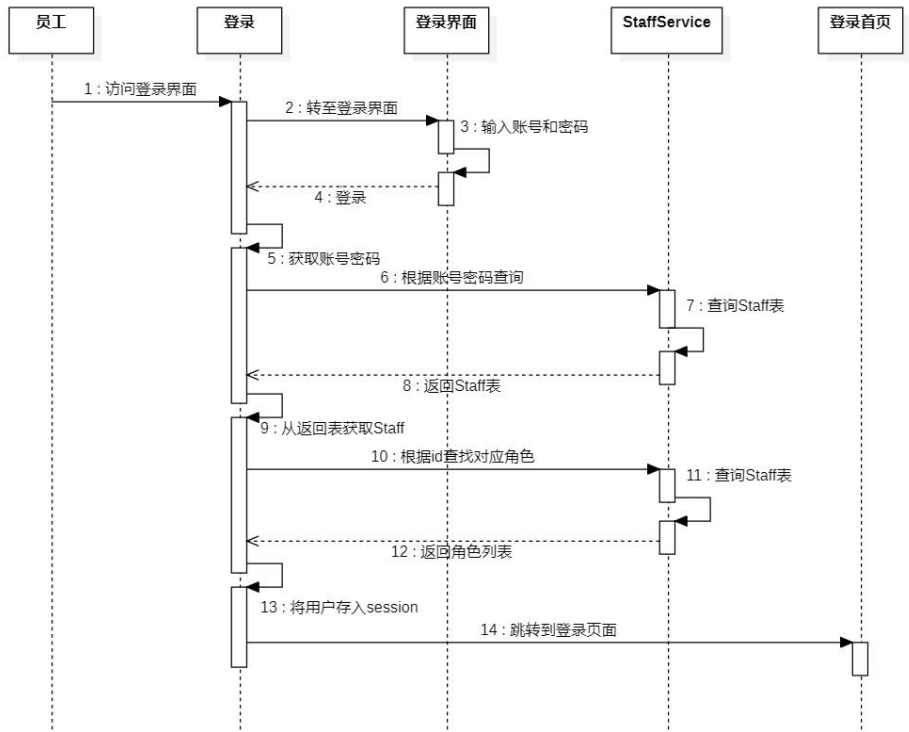 员工
登录
登录界面
StaffService
登录首页
1 : 访问登录界面
2 : 转至登录界面
3 : 输入账号和密码
4 : 登录
5 : 获取账号密码
6 : 根据账号密码查询
7 : 查询Staff表
8 : 返回Staff表
9 : 从返回表获取Staff
10 : 根据id查找对应角色
11 : 查询Staff表
12 : 返回角色列表
13 : 将用户存入session
14 : 跳转到登录页面